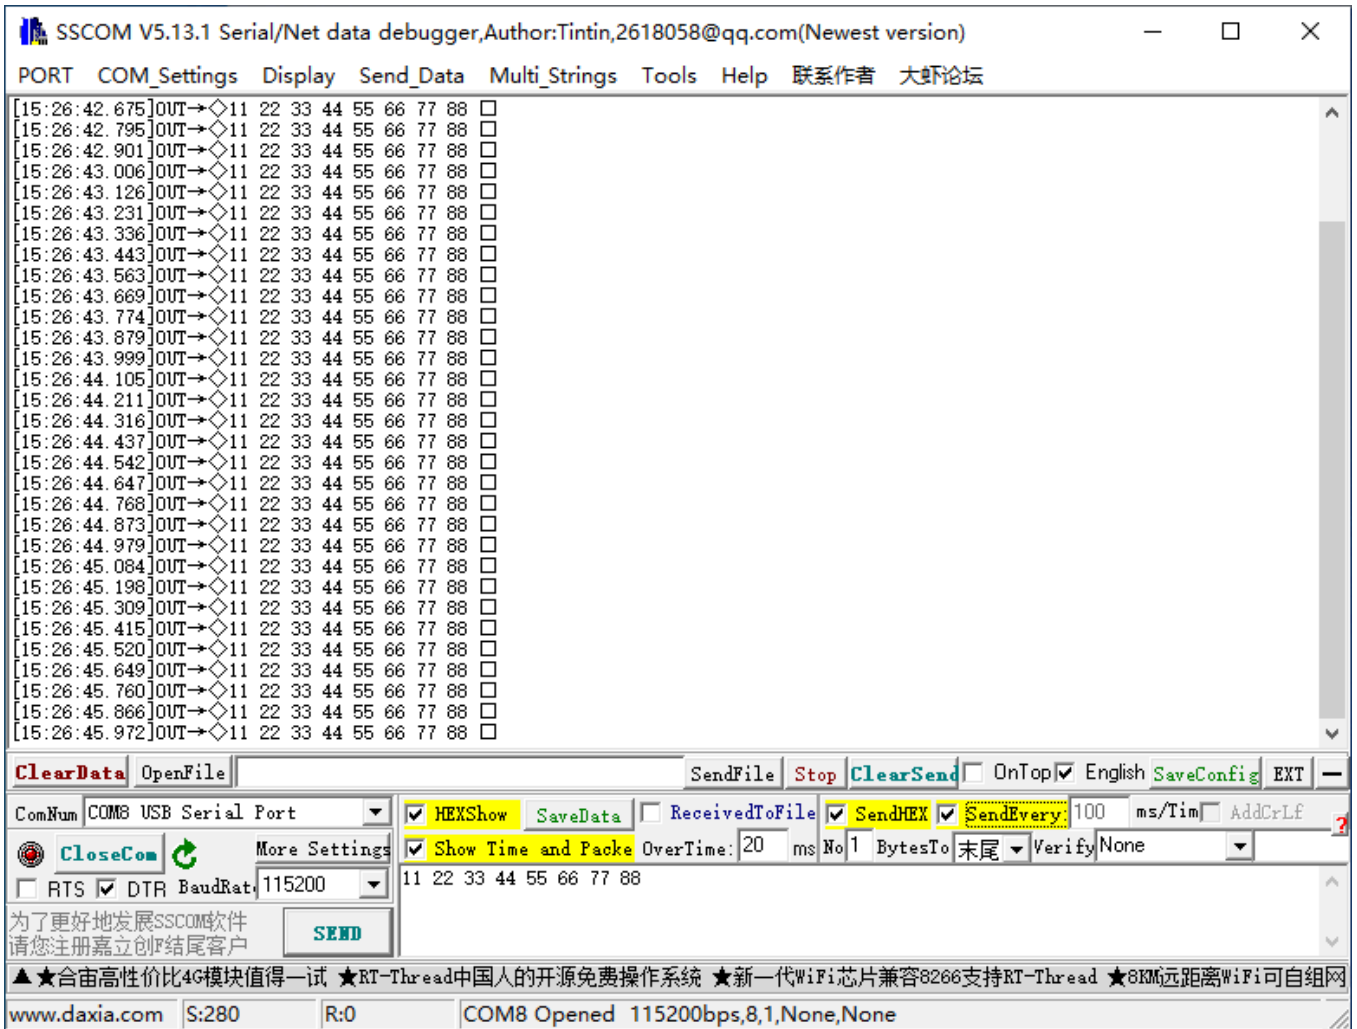 SSCOM V5.13.1 Serial/Net data debugger,Author:Tintin,2618058@qq.com(Newest version)
PORT COM_Settings Display Send_Data Multi_Strings Tools Help 联系作者 大虾论坛
[15:26:42.675]OUT→◇11 22 33 44 55 66 77 88 □
[15:26:42.795]OUT→◇11 22 33 44 55 66 77 88 □
[15:26:42.901]OUT→◇11 22 33 44 55 66 77 88 □
[15:26:43.006]OUT→◇11 22 33 44 55 66 77 88 □
[15:26:43.126]OUT→◇11 22 33 44 55 66 77 88 □
[15:26:43.231]OUT→◇11 22 33 44 55 66 77 88 □
[15:26:43.336]OUT→◇11 22 33 44 55 66 77 88 □
[15:26:43.443]OUT→◇11 22 33 44 55 66 77 88 □
[15:26:43.563]OUT→◇11 22 33 44 55 66 77 88 □
[15:26:43.669]OUT→◇11 22 33 44 55 66 77 88 □
[15:26:43.774]OUT→◇11 22 33 44 55 66 77 88 □
[15:26:43.879]OUT→◇11 22 33 44 55 66 77 88 □
[15:26:43.999]OUT→◇11 22 33 44 55 66 77 88 □
[15:26:44.105]OUT→◇11 22 33 44 55 66 77 88 □
[15:26:44.211]OUT→◇11 22 33 44 55 66 77 88 □
[15:26:44.316]OUT→◇11 22 33 44 55 66 77 88 □
[15:26:44.437]OUT→◇11 22 33 44 55 66 77 88 □
[15:26:44.542]OUT→◇11 22 33 44 55 66 77 88 □
[15:26:44.647]OUT→◇11 22 33 44 55 66 77 88 □
[15:26:44.768]OUT→◇11 22 33 44 55 66 77 88 □
[15:26:44.873]OUT→◇11 22 33 44 55 66 77 88 □
[15:26:44.979]OUT→◇11 22 33 44 55 66 77 88 □
[15:26:45.084]OUT→◇11 22 33 44 55 66 77 88 □
[15:26:45.198]OUT→◇11 22 33 44 55 66 77 88 □
[15:26:45.309]OUT→◇11 22 33 44 55 66 77 88 □
[15:26:45.415]OUT→◇11 22 33 44 55 66 77 88 □
[15:26:45.520]OUT→◇11 22 33 44 55 66 77 88 □
[15:26:45.649]OUT→◇11 22 33 44 55 66 77 88 □
[15:26:45.760]OUT→◇11 22 33 44 55 66 77 88 □
[15:26:45.866]OUT→◇11 22 33 44 55 66 77 88 □
[15:26:45.972]OUT→◇11 22 33 44 55 66 77 88 □
ClearData OpenFile SendFile Stop ClearSend OnTop English SaveConfig EXT —
ComNum COM8 USB Serial Port HEXShow SaveData ReceivedToFile SendHEX SendEvery: 100 ms/Tim AddCrLf ?
CloseCom More Settings Show Time and Packe OverTime: 20 ms No 1 BytesTo 末尾 Verify None
RTS DTR BaudRat 115200
11 22 33 44 55 66 77 88
为了更好地发展SSCOM软件
请您注册嘉立创F结尾客户
SEND
▲★合宙高性价比4G模块值得一试 ★RT-Thread中国人的开源免费操作系统 ★新一代WiFi芯片兼容8266支持RT-Thread ★8KM远距离WiFi可自组网
www.daxia.com S:280 R:0 COM8 Opened 115200bps,8,1,None,None